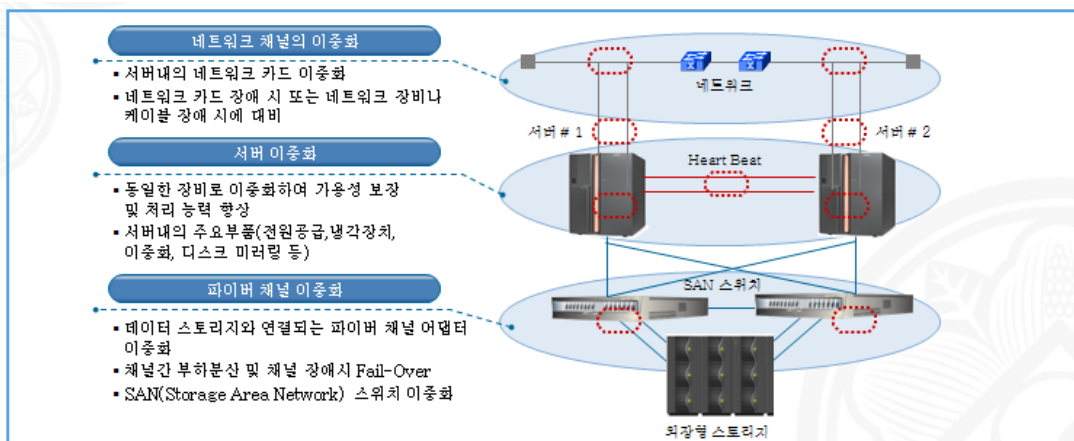 네트워크 채널의 이중화
▪ 서버내의 네트워크 카드 이중화
▪ 네트워크 카드 장애 시 또는 네트워크 장비나
케이블 장애 시에 대비
서버 이중화
▪ 동일한 장비로 이중화하여 가용성 보장
및 처리 능력 향상
▪ 서버내의 주요부품(전원공급,냉각장치,
이중화, 디스크 미러링 등)
파이버 채널 이중화
▪ 데이터 스토리지와 연결되는 파이버 채널 어댑터
이중화
▪ 채널간 부하분산 및 채널 장애시 Fail-Over
▪ SAN(Storage Area Network) 스위치 이중화
네트워크
서버 # 1
서버 # 2
Heart Beat
SAN 스위치
외장형 스토리지